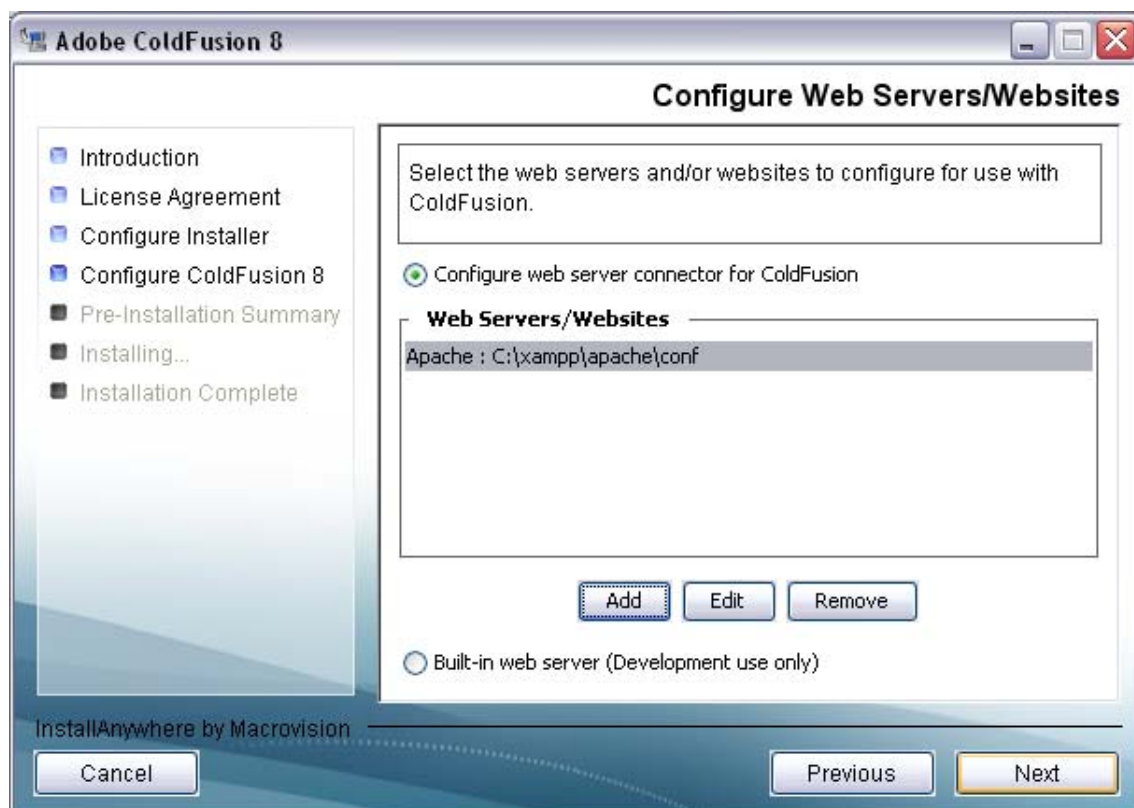 Adobe ColdFusion 8
Configure Web Servers/Websites
Introduction
License Agreement
Configure Installer
Configure ColdFusion 8
Pre-Installation Summary
Installing...
Installation Complete
Select the web servers and/or websites to configure for use with
ColdFusion.
Configure web server connector for ColdFusion
Web Servers/Websites
Apache : C:\xampp\apache\conf
Add Edit Remove
Built-in web server (Development use only)
InstallAnywhere by Macrovision
Cancel Previous Next